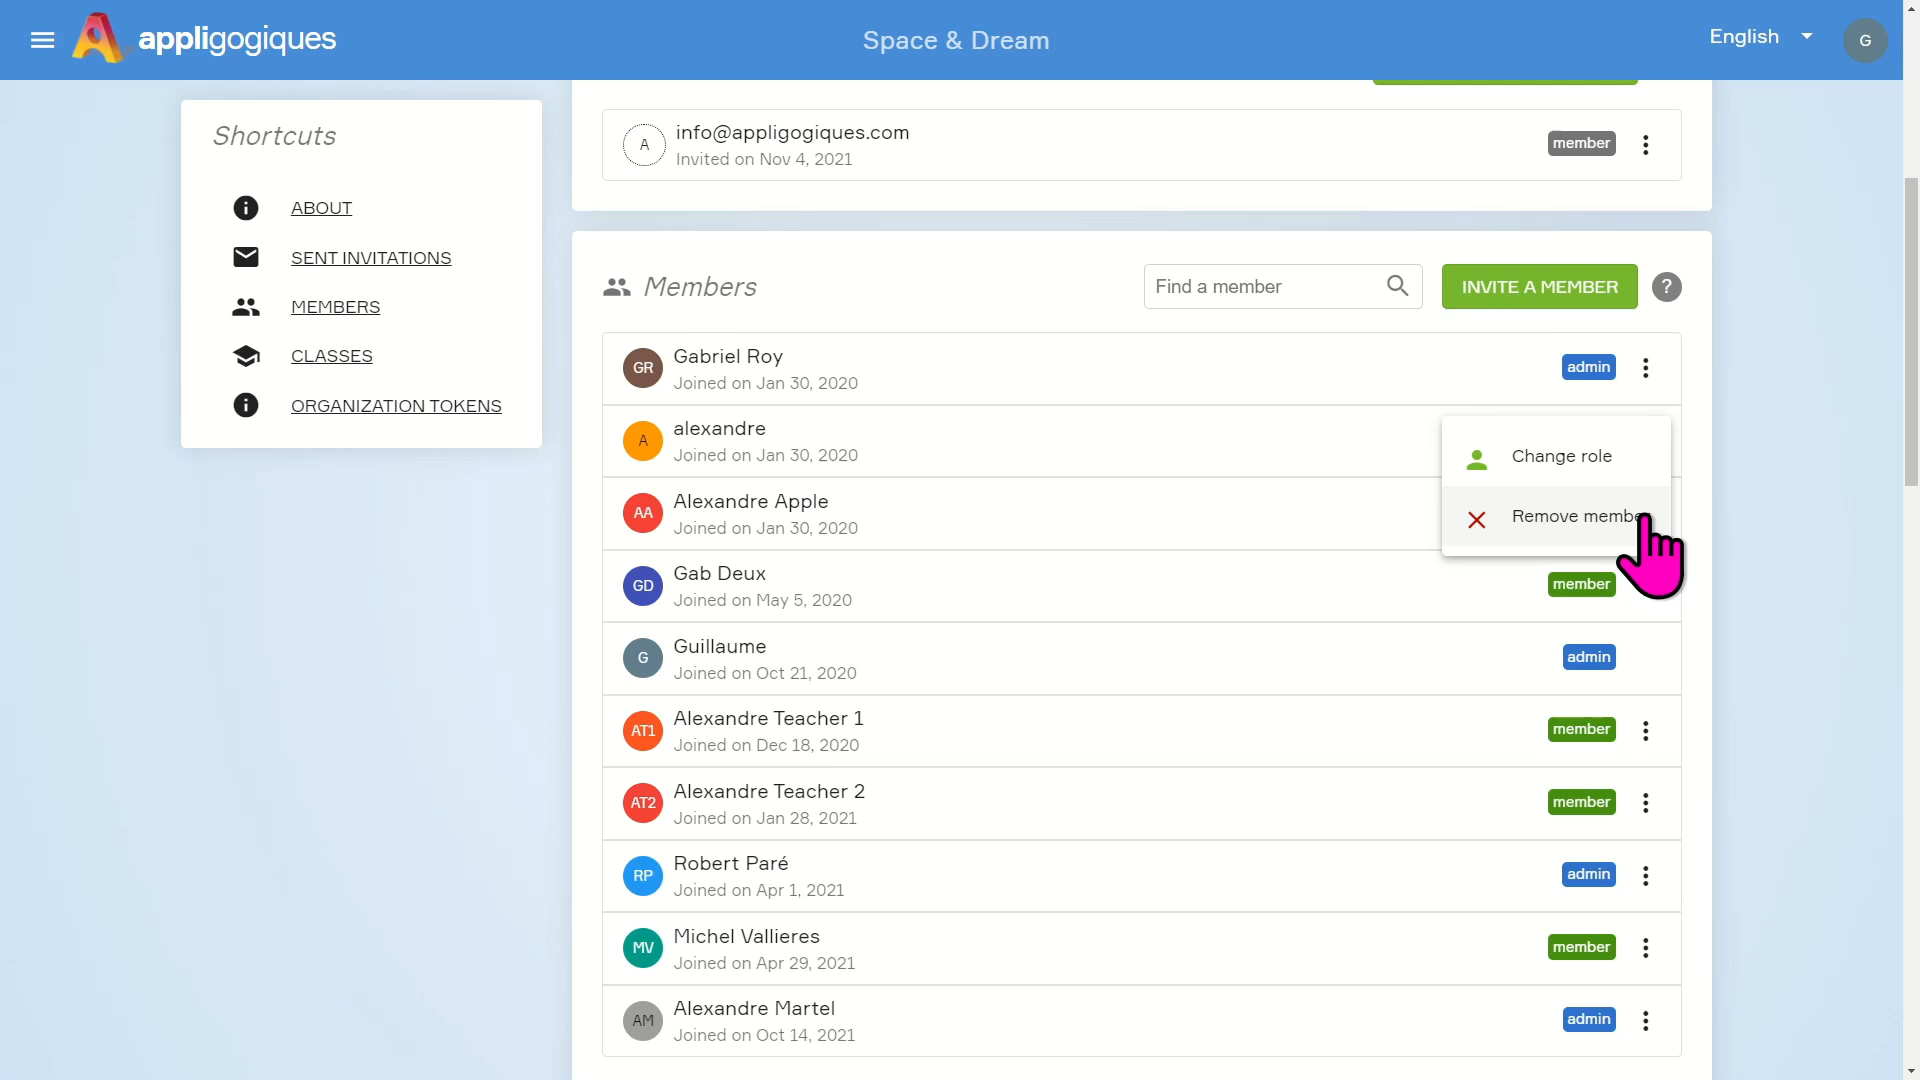 appligogiques
Space & Dream
English
G
Shortcuts
ABOUT
SENT INVITATIONS
MEMBERS
CLASSES
ORGANIZATION TOKENS
A
info@appligogiques.com
Invited on Nov 4, 2021
member
Members
Find a member
INVITE A MEMBER
?
GR
Gabriel Roy
Joined on Jan 30, 2020
admin
A
alexandre
Joined on Jan 30, 2020
Change role
AA
Alexandre Apple
Joined on Jan 30, 2020
Remove membe
GD
Gab Deux
Joined on May 5, 2020
member
G
Guillaume
Joined on Oct 21, 2020
admin
AT1
Alexandre Teacher 1
Joined on Dec 18, 2020
member
AT2
Alexandre Teacher 2
Joined on Jan 28, 2021
member
RP
Robert Paré
Joined on Apr 1, 2021
admin
MV
Michel Vallieres
Joined on Apr 29, 2021
member
AM
Alexandre Martel
Joined on Oct 14, 2021
admin